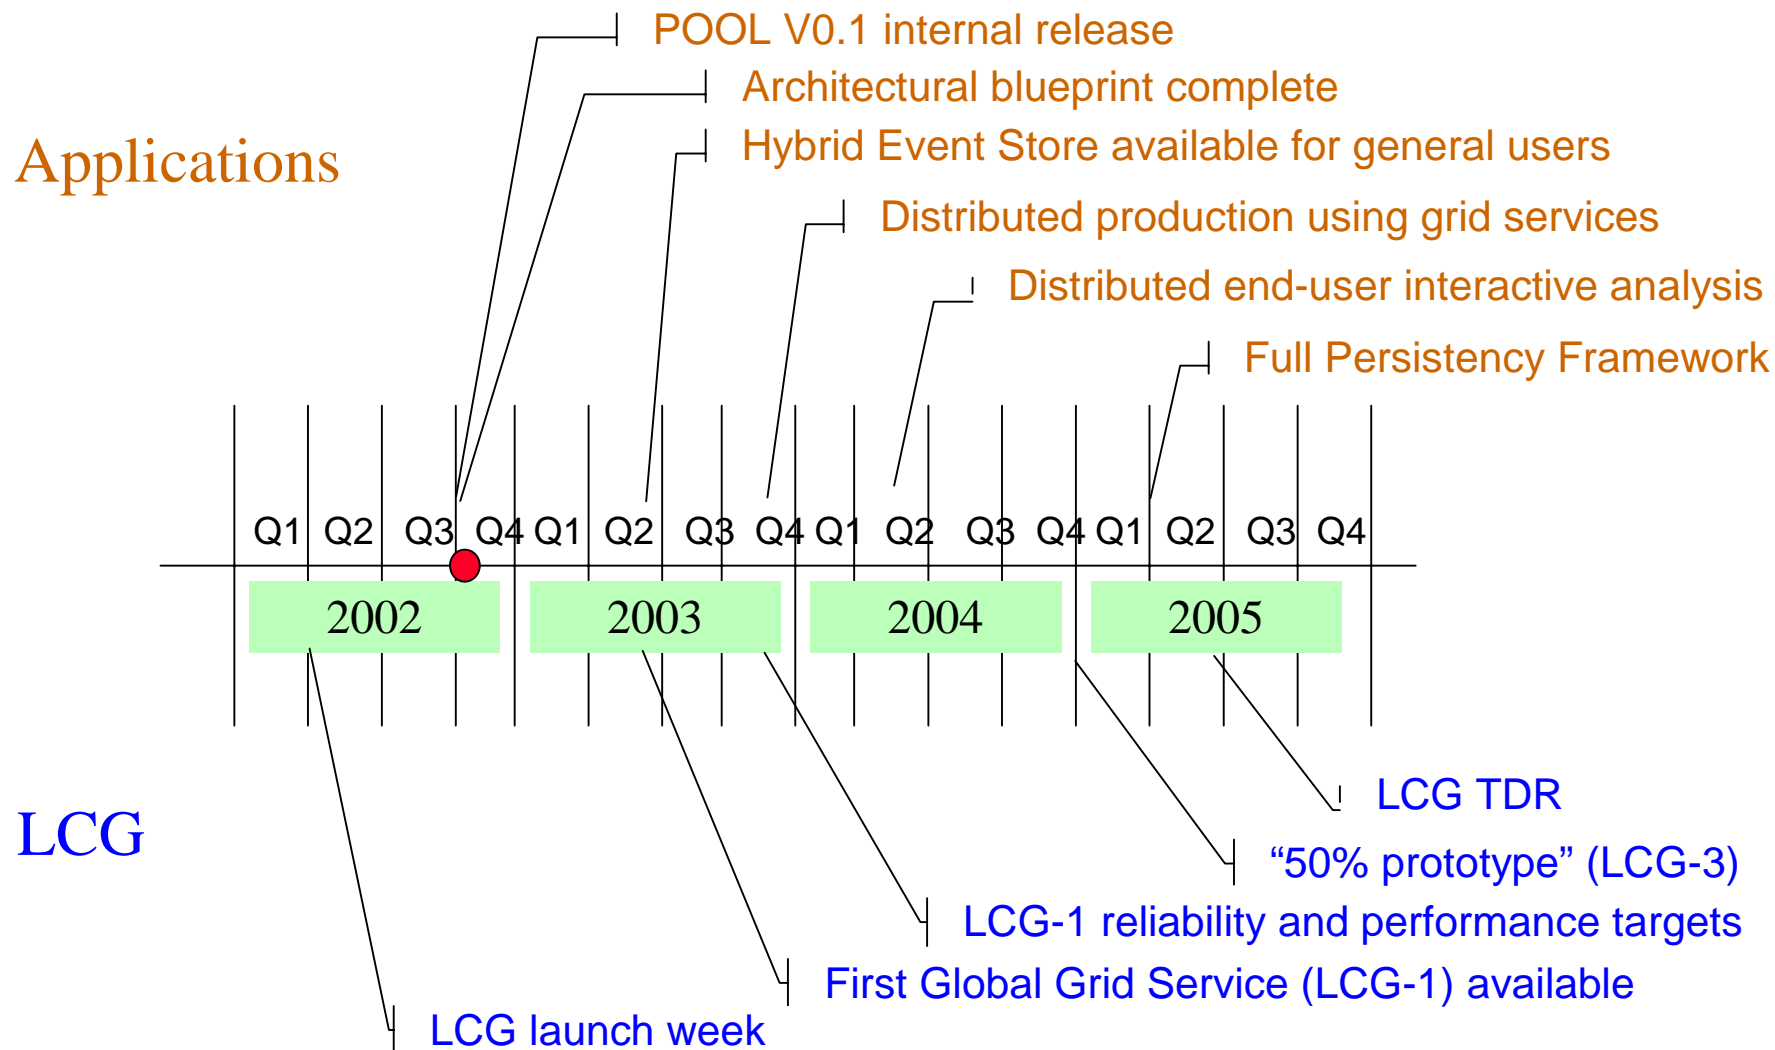 POOL V0.1 internal release
Architectural blueprint complete
Hybrid Event Store available for general users
Applications
Distributed production using grid services
Distributed end-user interactive analysis
Full Persistency Framework
Q1 Q2 Q3 Q4 Q1 Q2 Q3 Q4 Q1 Q2 Q3 Q4 Q1 Q2 Q3 Q4
2002 2003 2004 2005
LCG TDR
LCG
“50% prototype” (LCG-3)
LCG-1 reliability and performance targets
First Global Grid Service (LCG-1) available
LCG launch week